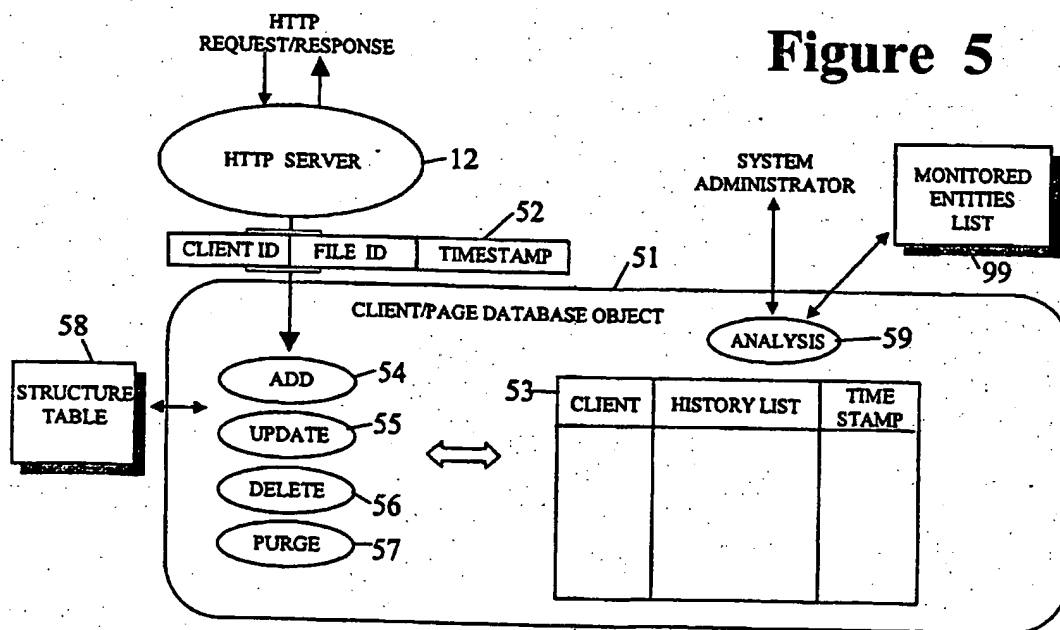 HTTP
REQUEST/RESPONSE
Figure 5
HTTP SERVER
12
SYSTEM
ADMINISTRATOR
MONITORED
ENTITIES
LIST
99
52
CLIENT ID FILE ID TIMESTAMP
51
CLIENT/PAGE DATABASE OBJECT
ANALYSIS
59
58
STRUCTURE
TABLE
ADD
54
UPDATE
55
DELETE
56
PURGE
57
53
CLIENT HISTORY LIST TIME
STAMP